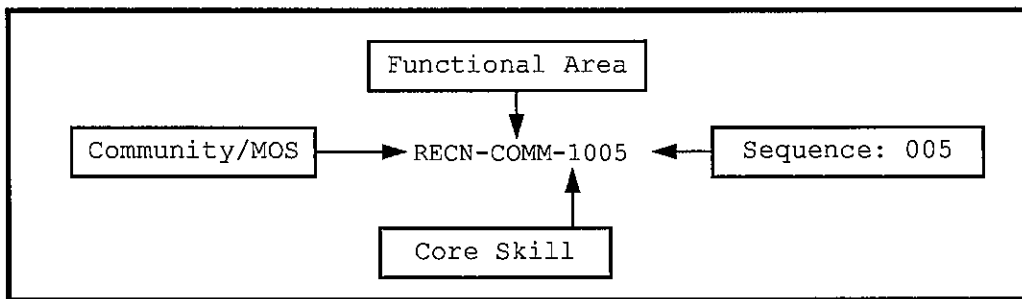 Functional Area
Community/MOS
RECN-COMM-1005
Sequence: 005
Core Skill